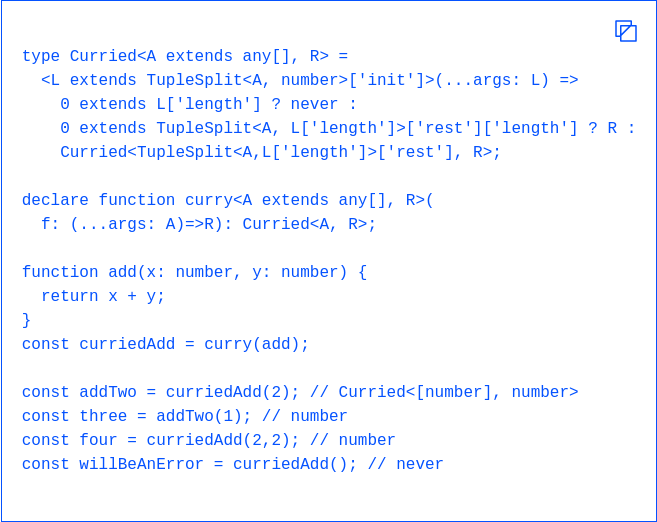 type Curried<A extends any[], R> =
  <L extends TupleSplit<A, number>['init']>(...args: L) =>
    0 extends L['length'] ? never :
    0 extends TupleSplit<A, L['length']>['rest']['length'] ? R :
    Curried<TupleSplit<A,L['length']>['rest'], R>;

declare function curry<A extends any[], R>(
  f: (...args: A)=>R): Curried<A, R>;

function add(x: number, y: number) {
  return x + y;
}
const curriedAdd = curry(add);

const addTwo = curriedAdd(2); // Curried<[number], number>
const three = addTwo(1); // number
const four = curriedAdd(2,2); // number
const willBeAnError = curriedAdd(); // never